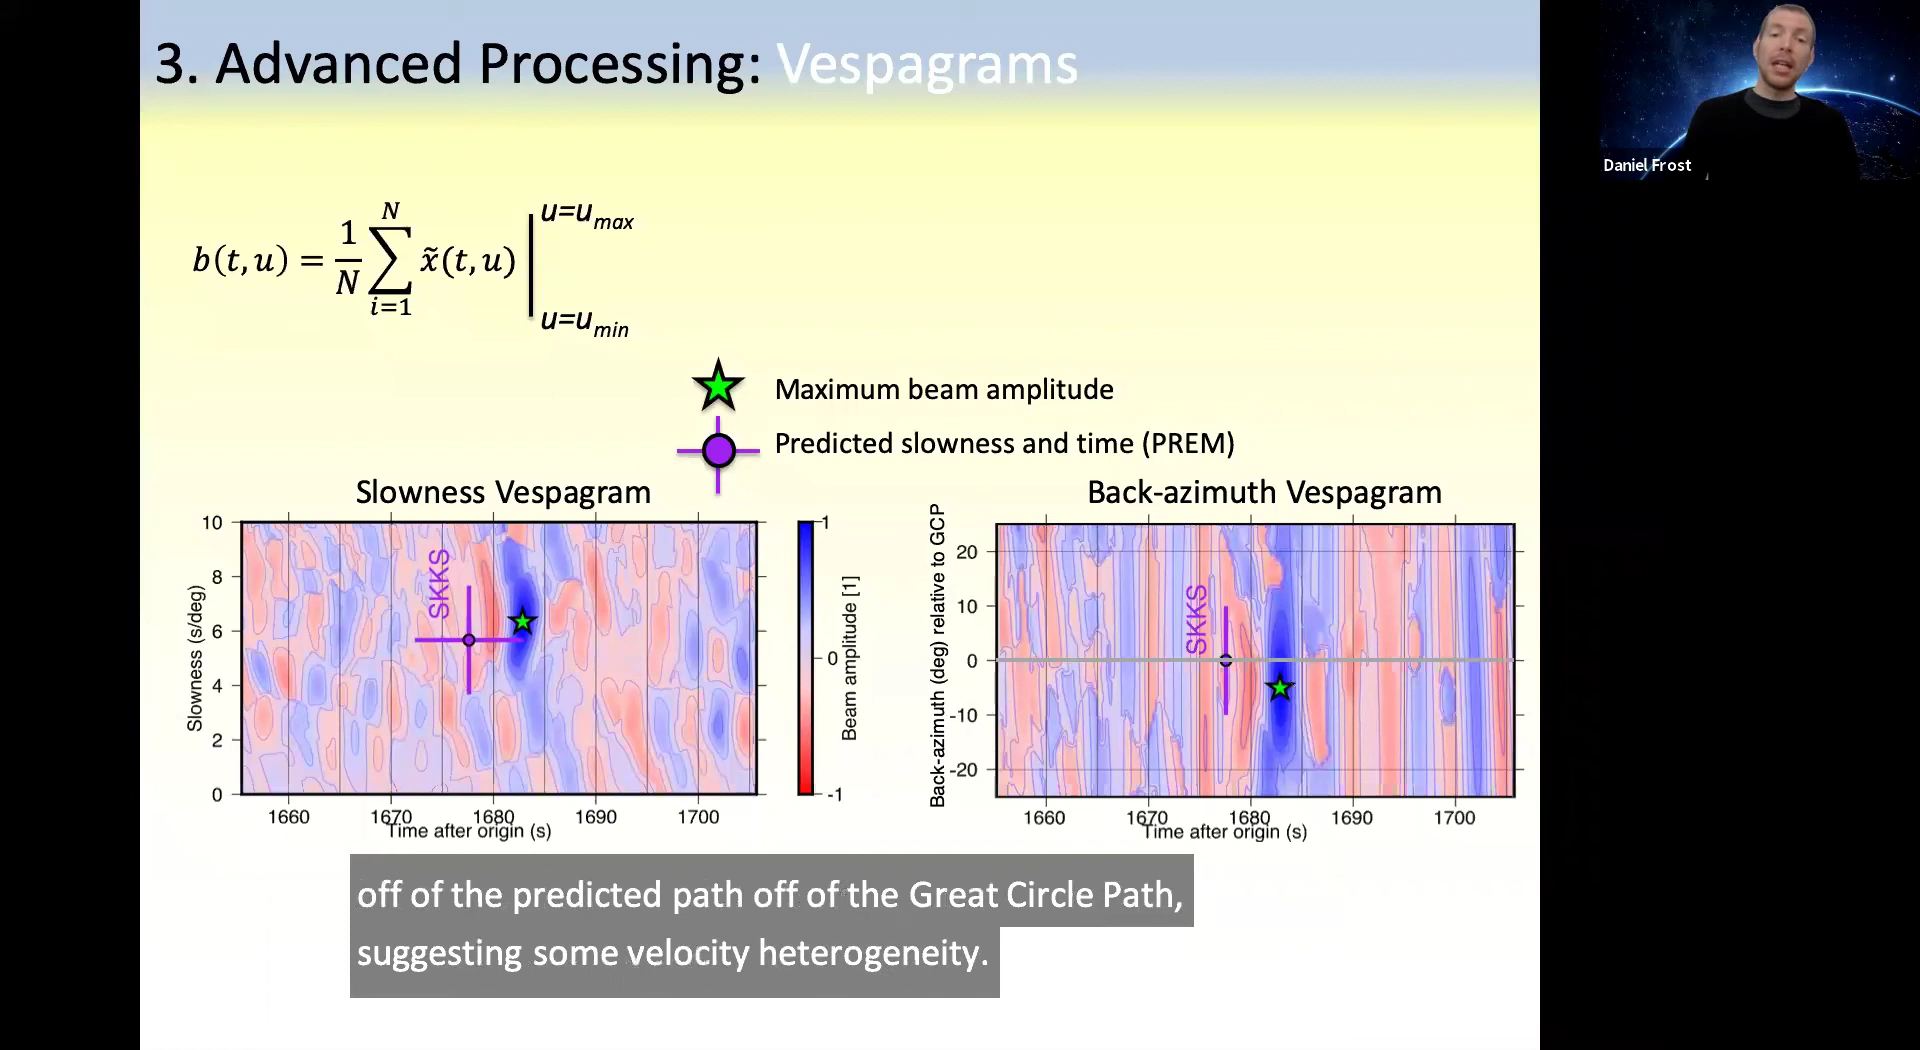 3. Advanced Processing: Vespagrams
Daniel Frost
b(t,u) = 1/N ∑ i=1 N x̃(t,u) | u=u_max u=u_min
Maximum beam amplitude
Predicted slowness and time (PREM)
Slowness Vespagram
Slowness (s/deg)
10
8
6
4
2
0
SKKS
1660 1670 1680 1690 1700
Time after origin (s)
1
0
-1
Beam amplitude [1]
Back-azimuth Vespagram
Back-azimuth (deg) relative to GCP
20
10
0
-10
-20
SKKS
1660 1670 1680 1690 1700
Time after origin (s)
off of the predicted path off of the Great Circle Path,
suggesting some velocity heterogeneity.